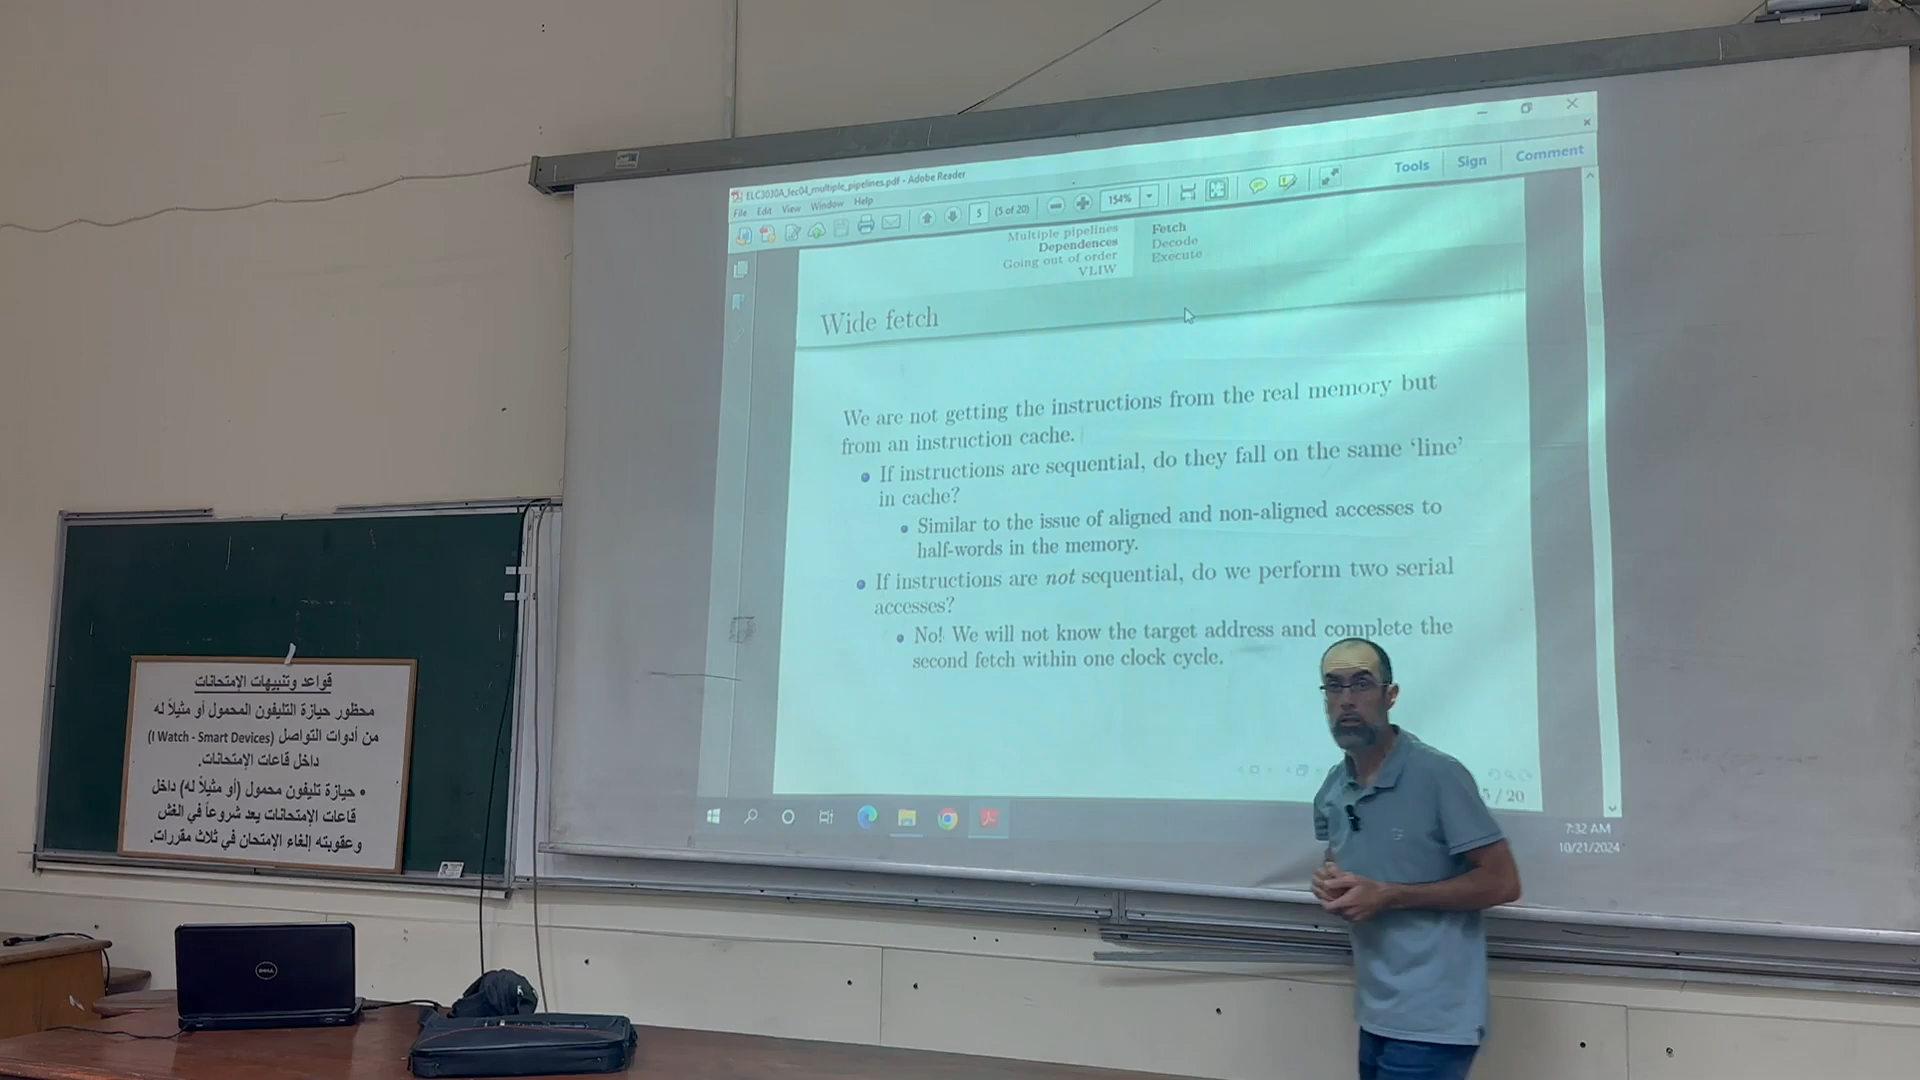 ELC3030A_lec04_multiple_pipelines.pdf - Adobe Reader
File Edit View Window Help
Tools Sign Comment
5 (5 of 20) 154%
Multiple pipelines
Dependences
Going out of order
VLIW
Fetch
Decode
Execute
Wide fetch
We are not getting the instructions from the real memory but
from an instruction cache.
If instructions are sequential, do they fall on the same ‘line’
in cache?
Similar to the issue of aligned and non-aligned accesses to
half-words in the memory.
If instructions are not sequential, do we perform two serial
accesses?
No! We will not know the target address and complete the
second fetch within one clock cycle.
5 / 20
7:32 AM
10/21/2024
قواعد وتنبيهات الإمتحانات
محظور حيازة التليفون المحمول أو مثيلاً له
من أدوات التواصل (I Watch - Smart Devices)
داخل قاعات الإمتحانات.
• حيازة تليفون محمول (أو مثيلاً له) داخل
قاعات الإمتحانات يعد شروعاً في الغش
وعقوبته إلغاء الإمتحان في ثلاث مقررات.
DELL